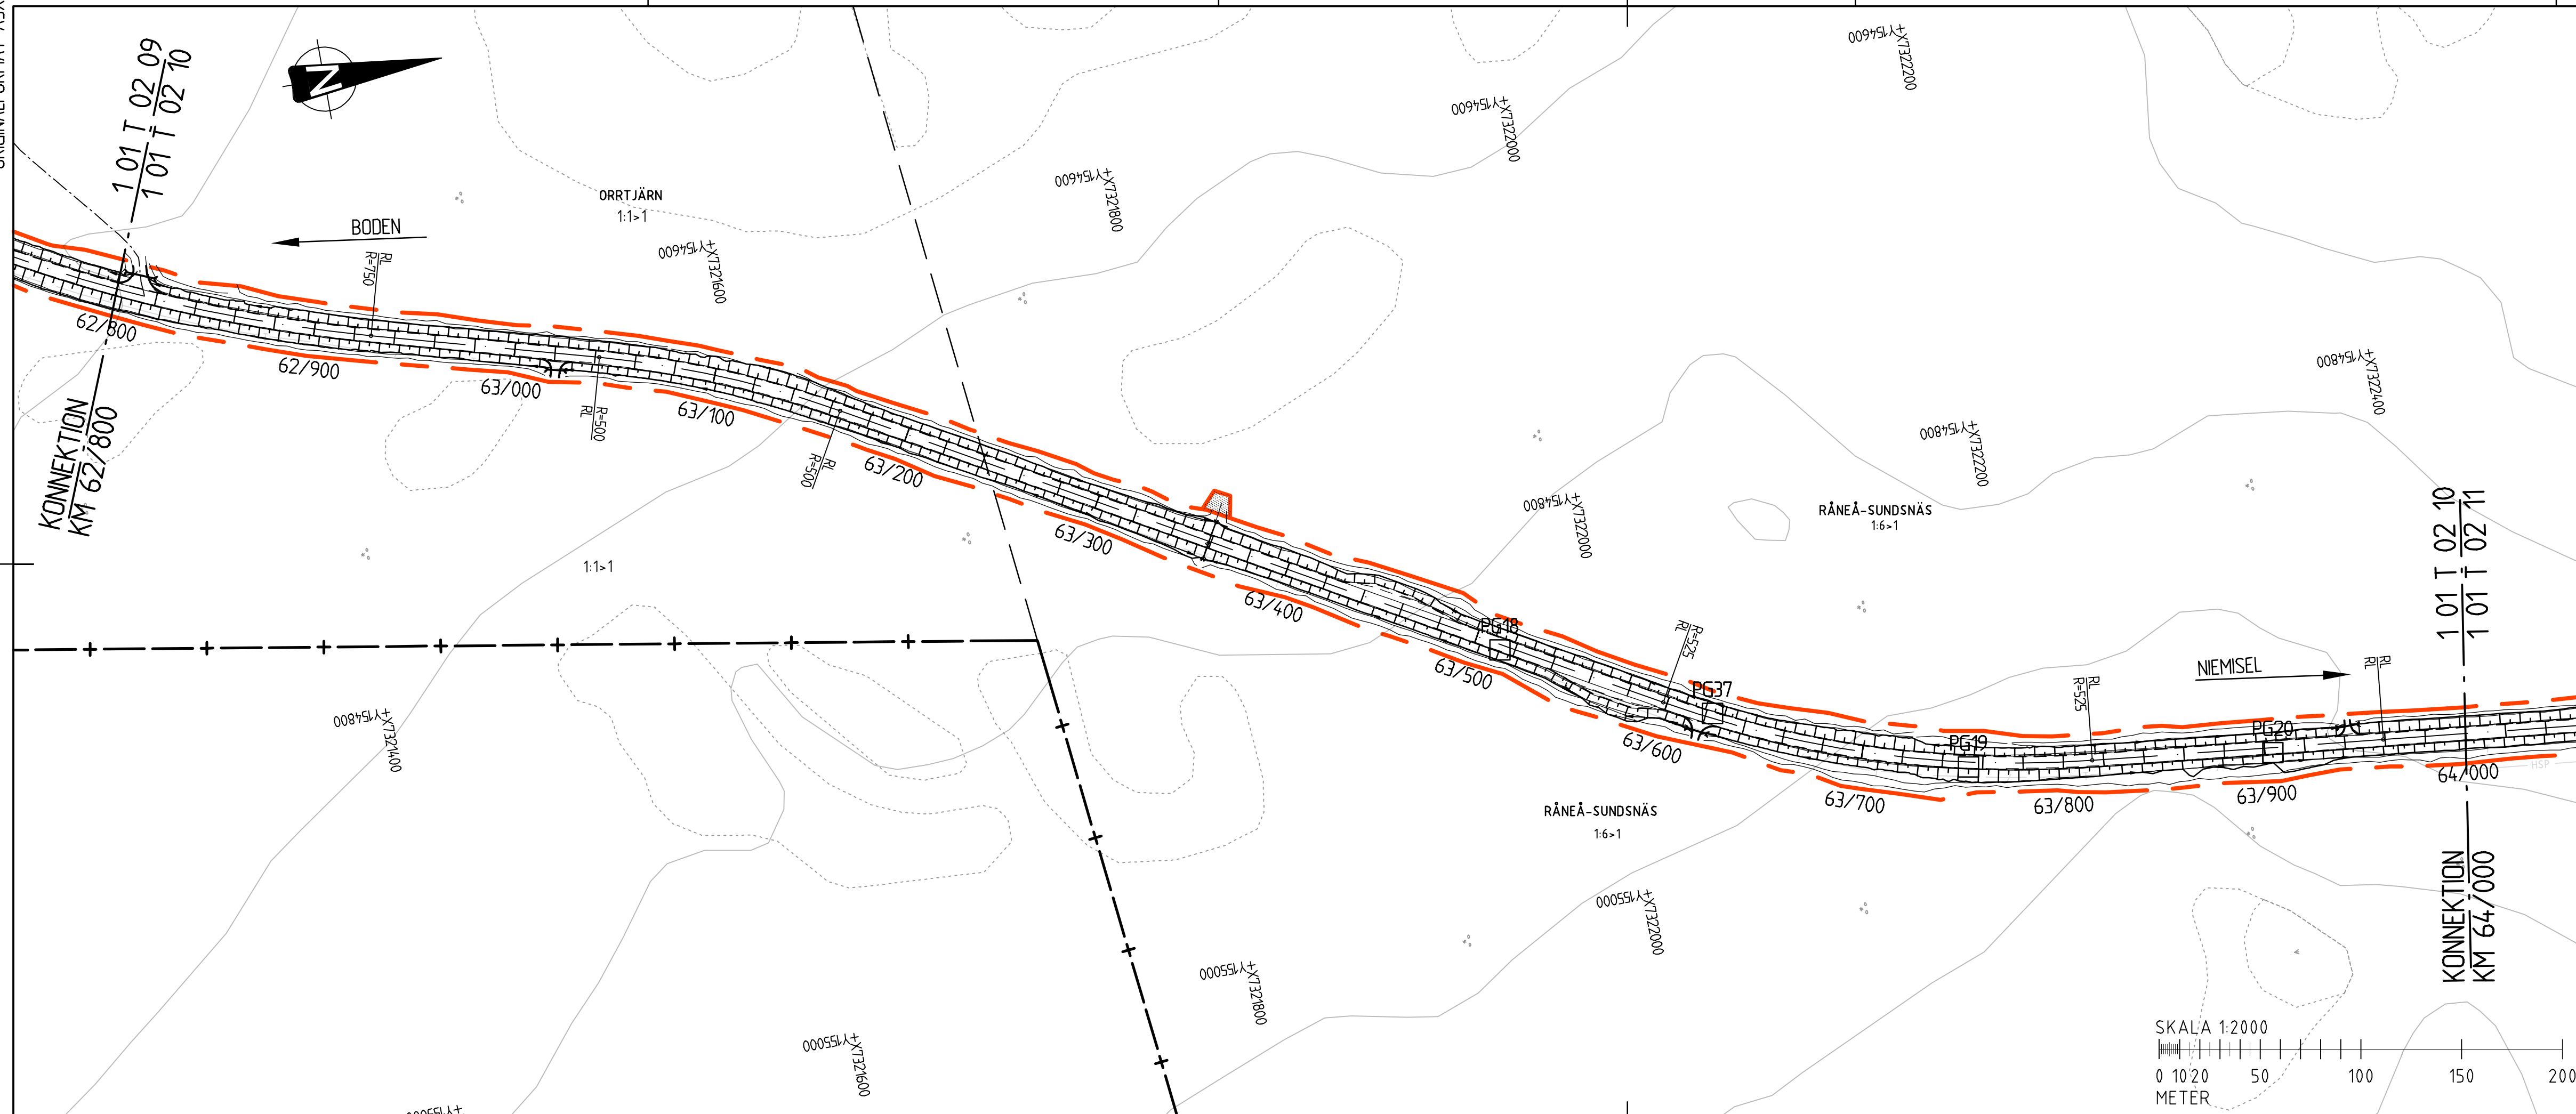 1 01 T 02 09
1 01 T 02 10
N
BODEN
ORRTJÄRN
1:1>1
KONNEKTION
KM 62/800
62/800
62/900
63/000
63/100
63/200
63/300
63/400
63/500
63/600
63/700
63/800
63/900
64/000
RL
R=750
R=500
RL
RL
R=500
R=525
RL
RL
R=525
RL
RL
PG18
PG37
PG19
PG20
1:1>1
RÅNEÅ-SUNDSNÄS
1:6>1
RÅNEÅ-SUNDSNÄS
1:6>1
NIEMISEL
1 01 T 02 10
1 01 T 02 11
KONNEKTION
KM 64/000
HSP
Y154600 X7321600
Y154600 X7321800
Y154600 X7322000
Y154600 X7322200
Y154800 X7321400
Y154800 X7322000
Y154800 X7322200
Y154800 X7322400
Y155000 X7321600
Y155000 X7321800
Y155000 X7322000
SKALA 1:2000
0 10 20 50 100 150 200
METER